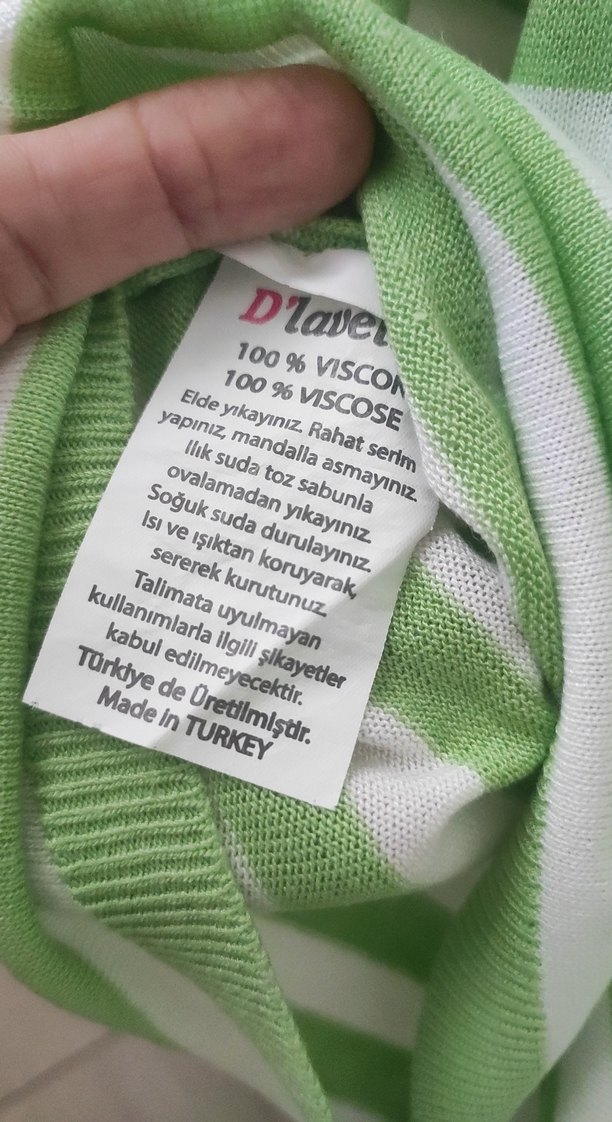 D'lavel
100 % VISCON
100 % VISCOSE
Elde yıkayınız. Rahat serim
yapınız, mandalla asmayınız.
Ilık suda toz sabunla
ovalamadan yıkayınız.
Soğuk suda durulayınız.
Isı ve ışıktan koruyarak,
sererek kurutunuz.
Talimata uyulmayan
kullanımlarla ilgili şikayetler
kabul edilmeyecektir.
Türkiye de Üretilmiştir.
Made in TURKEY